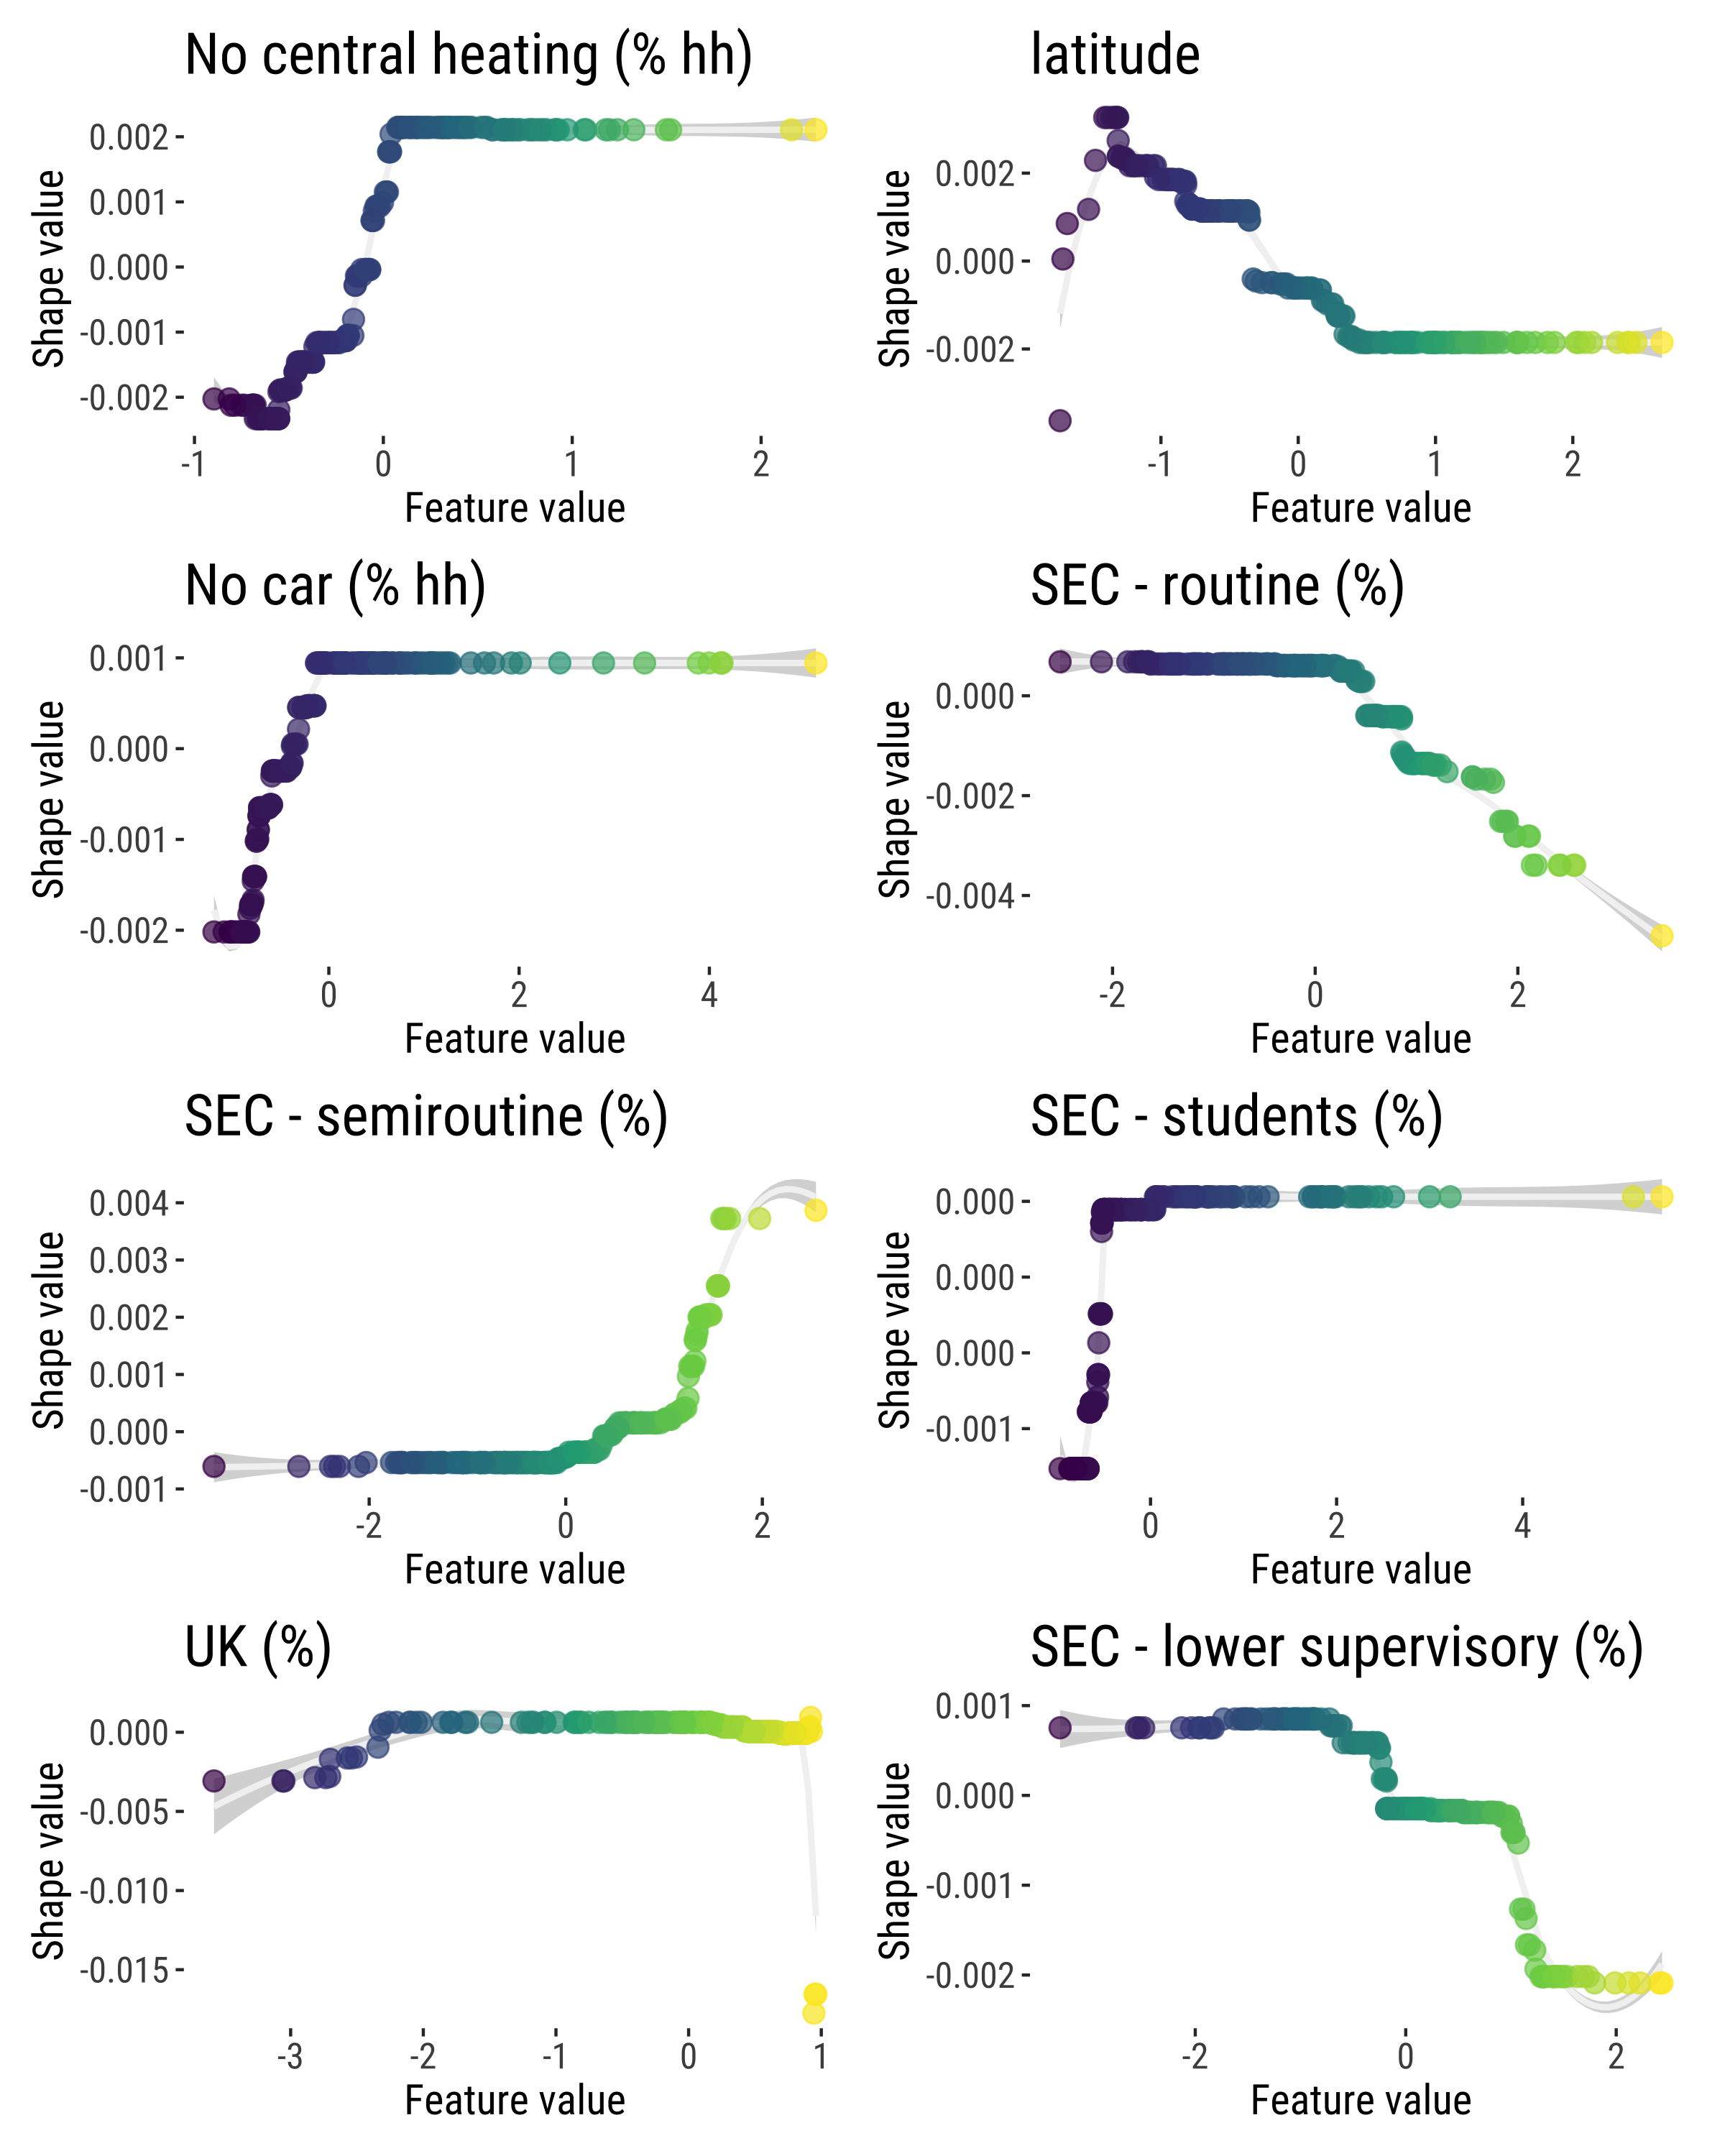 No central heating (% hh)
Shape value
0.002
0.001
0.000
-0.001
-0.002
-1 0 1 2
Feature value
latitude
Shape value
0.002
0.000
-0.002
-1 0 1 2
Feature value
No car (% hh)
Shape value
0.001
0.000
-0.001
-0.002
0 2 4
Feature value
SEC - routine (%)
Shape value
0.000
-0.002
-0.004
-2 0 2
Feature value
SEC - semiroutine (%)
Shape value
0.004
0.003
0.002
0.001
0.000
-0.001
-2 0 2
Feature value
SEC - students (%)
Shape value
0.000
0.000
0.000
-0.001
0 2 4
Feature value
UK (%)
Shape value
0.000
-0.005
-0.010
-0.015
-3 -2 -1 0 1
Feature value
SEC - lower supervisory (%)
Shape value
0.001
0.000
-0.001
-0.002
-2 0 2
Feature value